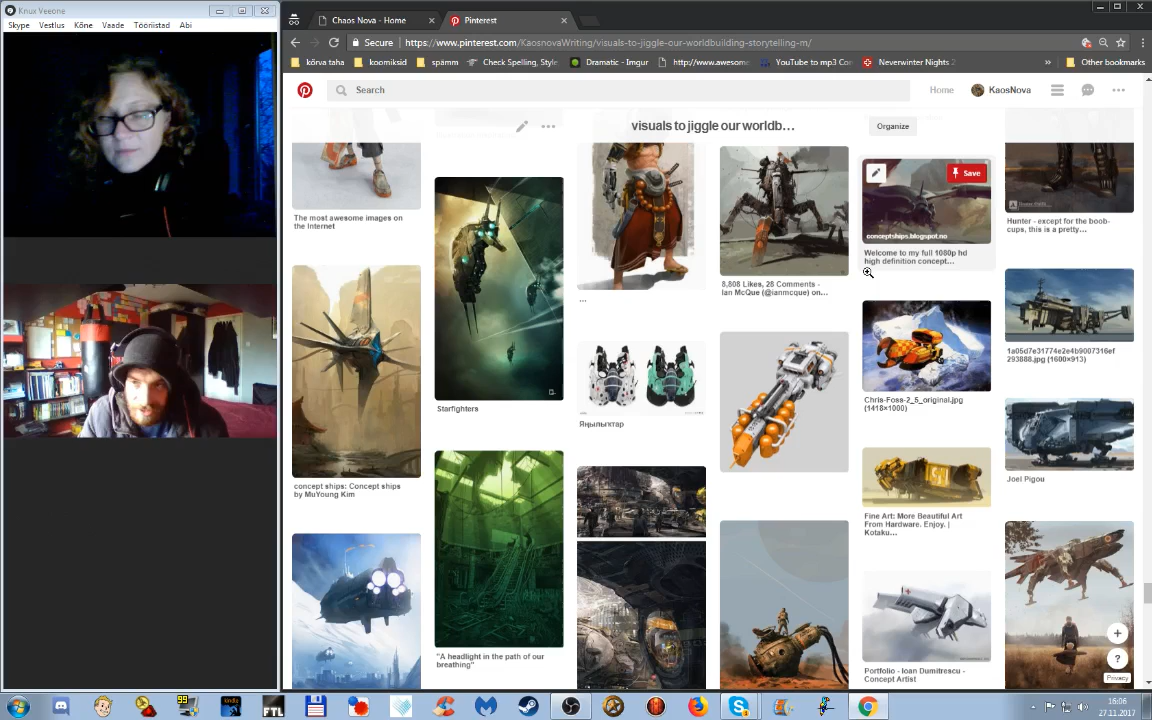 Knux Veeone
Skype Vestlus Kõne Vaade Tööriistad Abi
Chaos Nova - Home
Pinterest
Secure https://www.pinterest.com/KaosnovaWriting/visuals-to-jiggle-our-worldbuilding-storytelling-m/
kõrva taha koomiksid spämm Check Spelling, Style Dramatic - Imgur http://www.awesome YouTube to mp3 Con Neverwinter Nights 2 » Other bookmarks
Search
Home KaosNova
visuals to jiggle our worldb…
Organize
The most awesome images on
the Internet
concept ships: Concept ships
by MuYoung Kim
Starfighters
"A headlight in the path of our
breathing"
...
Яңылыҡтар
8,808 Likes, 28 Comments -
Ian McQue (@ianmcque) on…
Save
conceptships.blogspot.no
Welcome to my full 1080p hd
high definition concept…
Chris-Foss-2_5_original.jpg
(1418×1000)
Fine Art: More Beautiful Art
From Hardware. Enjoy. |
Kotaku…
Portfolio - Ioan Dumitrescu -
Concept Artist
Hunter - except for the boob-
cups, this is a pretty…
1a05d7e31774e2e4b9007316ef
293888.jpg (1600×913)
Joel Pigou
+
?
Privacy
99
kindle
FTL
16:06
27.11.2017